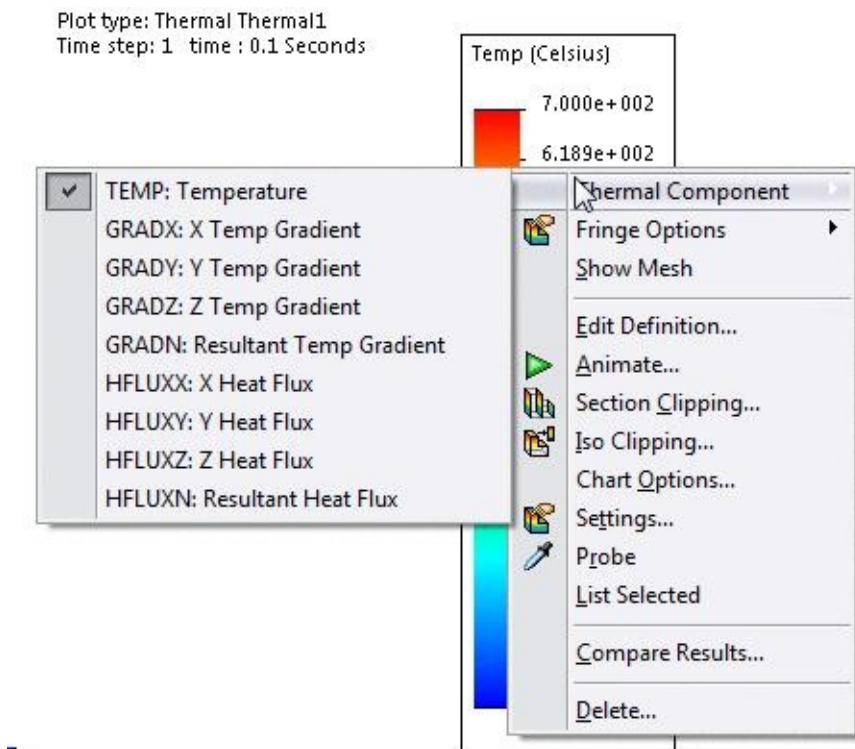 Plot type: Thermal Thermal1
Time step: 1 time : 0.1 Seconds
Temp (Celsius)
7.000e+002
6.189e+002
TEMP: Temperature
GRADX: X Temp Gradient
GRADY: Y Temp Gradient
GRADZ: Z Temp Gradient
GRADN: Resultant Temp Gradient
HFLUXX: X Heat Flux
HFLUXY: Y Heat Flux
HFLUXZ: Z Heat Flux
HFLUXN: Resultant Heat Flux
Thermal Component
Fringe Options
Show Mesh
Edit Definition...
Animate...
Section Clipping...
Iso Clipping...
Chart Options...
Settings...
Probe
List Selected
Compare Results...
Delete...